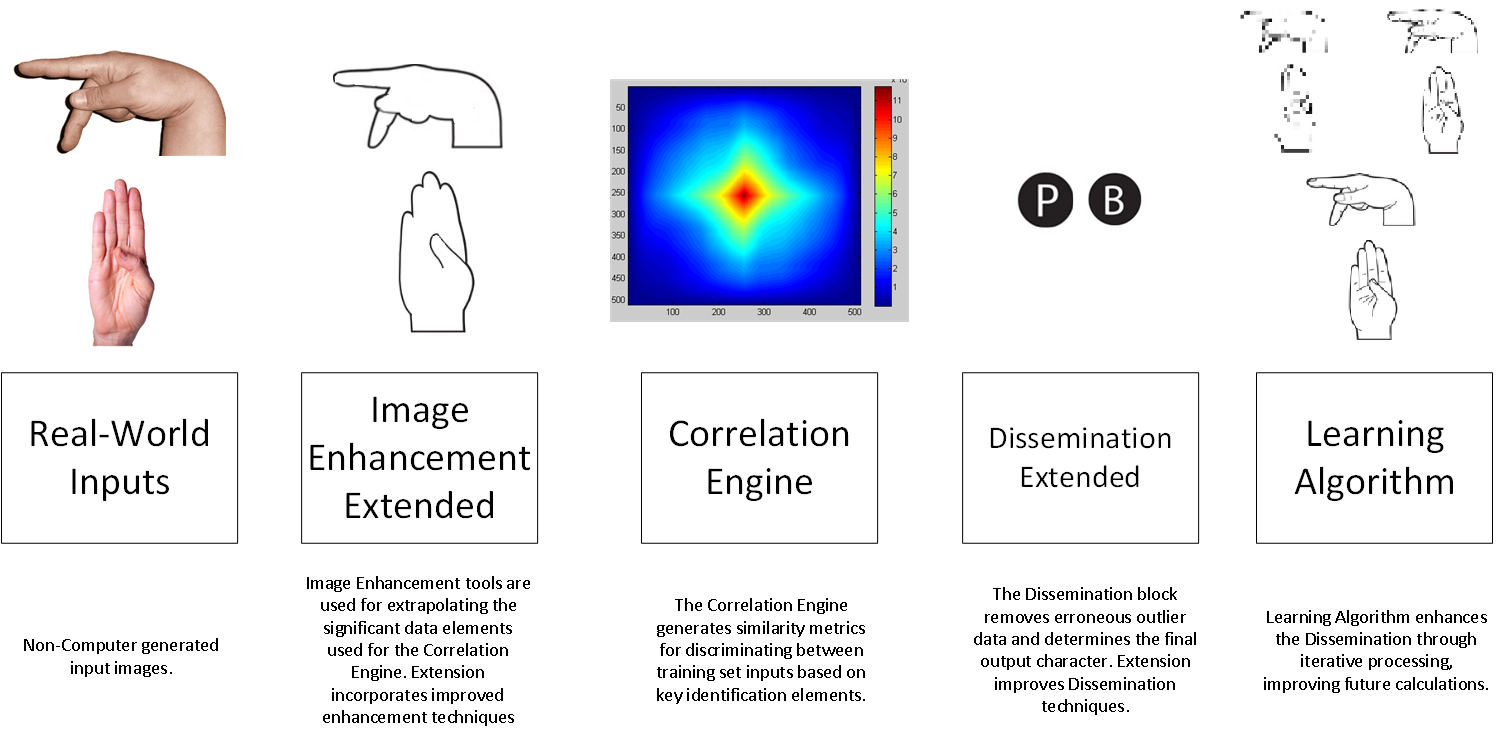 x 10
50
100
150
200
250
300
350
400
450
500
100
200
300
400
500
11
10
9
8
7
6
5
4
3
2
1
P
B
Real-World
Inputs
Image
Enhancement
Extended
Correlation
Engine
Dissemination
Extended
Learning
Algorithm
Non-Computer generated
input images.
Image Enhancement tools are
used for extrapolating the
significant data elements
used for the Correlation
Engine. Extension
incorporates improved
enhancement techniques
The Correlation Engine
generates similarity metrics
for discriminating between
training set inputs based on
key identification elements.
The Dissemination block
removes erroneous outlier
data and determines the final
output character. Extension
improves Dissemination
techniques.
Learning Algorithm enhances
the Dissemination through
iterative processing,
improving future calculations.